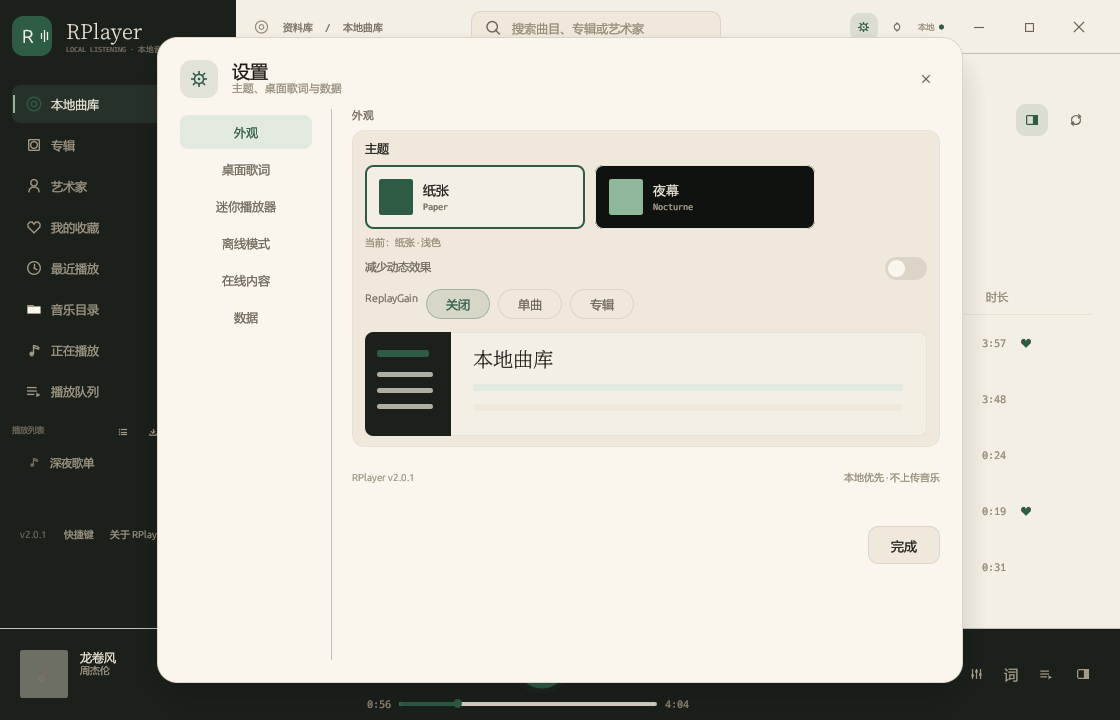 RPlayer
LOCAL LISTENING · 本地
资料库 / 本地曲库
搜索曲目、专辑或艺术家
本地
设置
主题、桌面歌词与数据
本地曲库
专辑
艺术家
我的收藏
最近播放
音乐目录
正在播放
播放队列
播放列表
深夜歌单
v2.0.1 快捷键 关于 RPlay
外观
桌面歌词
迷你播放器
离线模式
在线内容
数据
外观
主题
纸张
Paper
夜幕
Nocturne
当前: 纸张 · 浅色
减少动态效果
ReplayGain 关闭 单曲 专辑
本地曲库
RPlayer v2.0.1
本地优先 · 不上传音乐
完成
时长
3:57
3:48
0:24
0:19
0:31
龙卷风
周杰伦
0:56
4:04
词